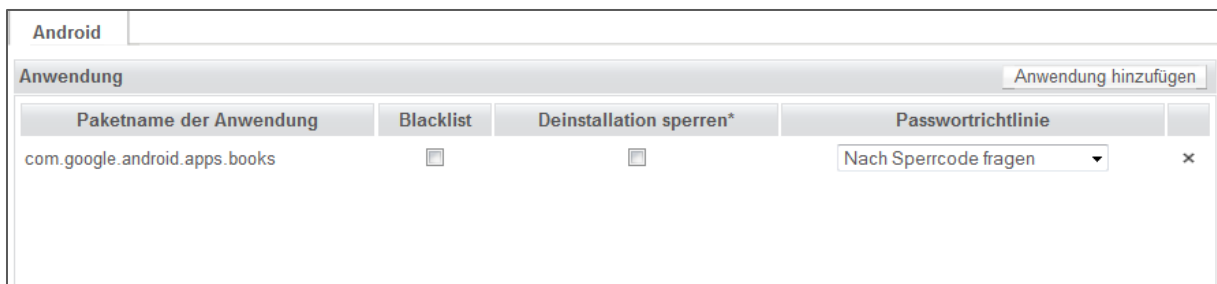 Android
Anwendung Anwendung hinzufügen
Paketname der Anwendung Blacklist Deinstallation sperren* Passwortrichtlinie
com.google.android.apps.books Nach Sperrcode fragen